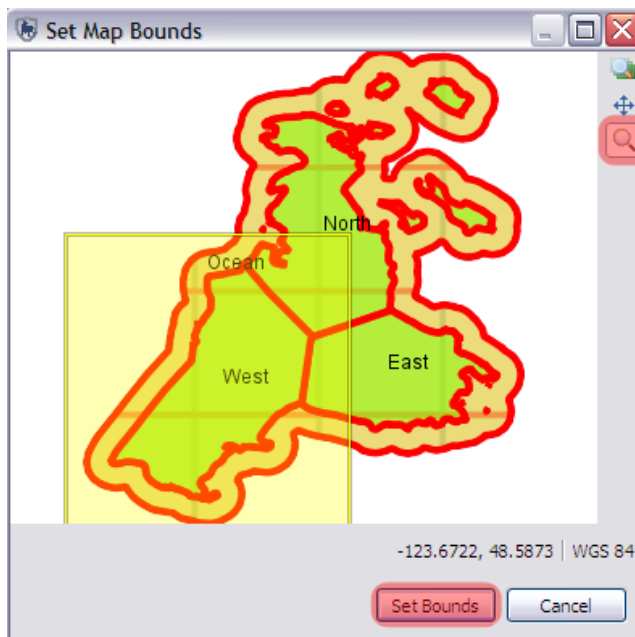 Set Map Bounds
North
Ocean
East
West
-123.6722, 48.5873 | WGS 84
Set Bounds Cancel